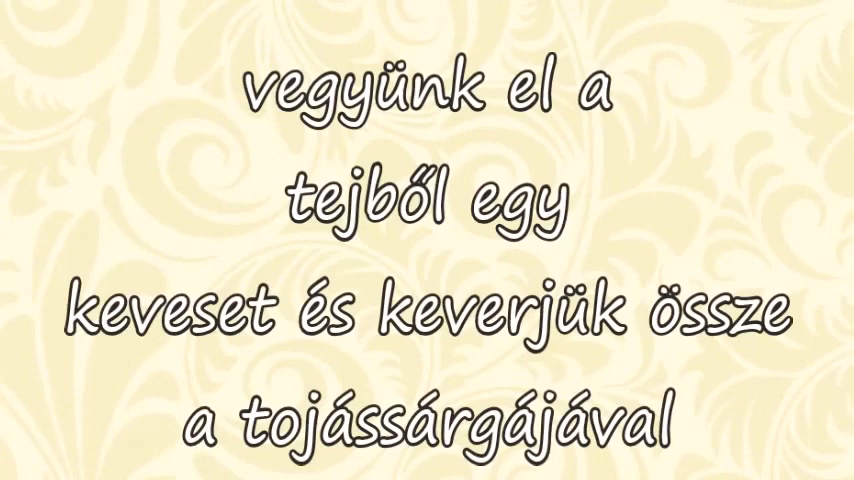 vegyünk el a
tejből egy
keveset és keverjük össze
a tojássárgájával